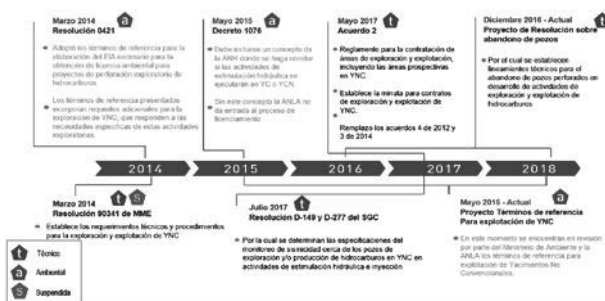 Marzo 2014
Resolución 0421
a
Adoptó los términos de referencia para la
elaboración del EIA escenario para la
obtención de licencia ambiental para
proyectos de perforación exploratoria de
hidrocarburos
Los términos de referencia presentados
incorporan requisitos adicionales para la
exploración de YNC, que responden a las
necesidades específicas de estas actividades
exploratorias.
Mayo 2015
Decreto 1076
a
Debe incluirse un concepto de
la ANH donde se haga constar
si las actividades de
estimulación hidráulica se
ejecutarán en YC o YCN.
Sin este concepto la ANLA no
da entrada al proceso de
licenciamiento
Mayo 2017
Acuerdo 2
t
Reglamento para la contratación de
áreas de exploración y explotación,
incluyendo las áreas prospectivas
en YNC.
Establece la minuta para contratos
de exploración y explotación de
YNC.
Remplazo los acuerdos 4 de 2012 y
3 de 2014
Diciembre 2016 - Actual
Proyecto de Resolución sobre
abandono de pozos
t
Por el cual se establecen
lineamientos técnicos para el
abandono de pozos perforados en
desarrollo de actividades de
exploración y explotación de
hidrocarburos
2014 2015 2016 2017 2018
Marzo 2014
Resolución 90341 de MME
t S
Establece los requerimientos técnicos y procedimientos
para la exploración y explotación de YNC
Julio 2017
Resolución D-149 y D-277 del SGC
t
Por la cual se determinan las especificaciones del
monitoreo de sismicidad cerca de los pozos de
exploración y/o producción de hidrocarburos en YNC en
actividades de estimulación hidráulica e inyección
Mayo 2015 - Actual
Proyecto Términos de referencia
Para explotación de YNC
a
En este momento se encuentran en revisión
por parte del Ministerio de Ambiente y la
ANLA los términos de referencia para
explotación de Yacimientos No
Convencionales.
t Técnico
a Ambiental
S Suspendida